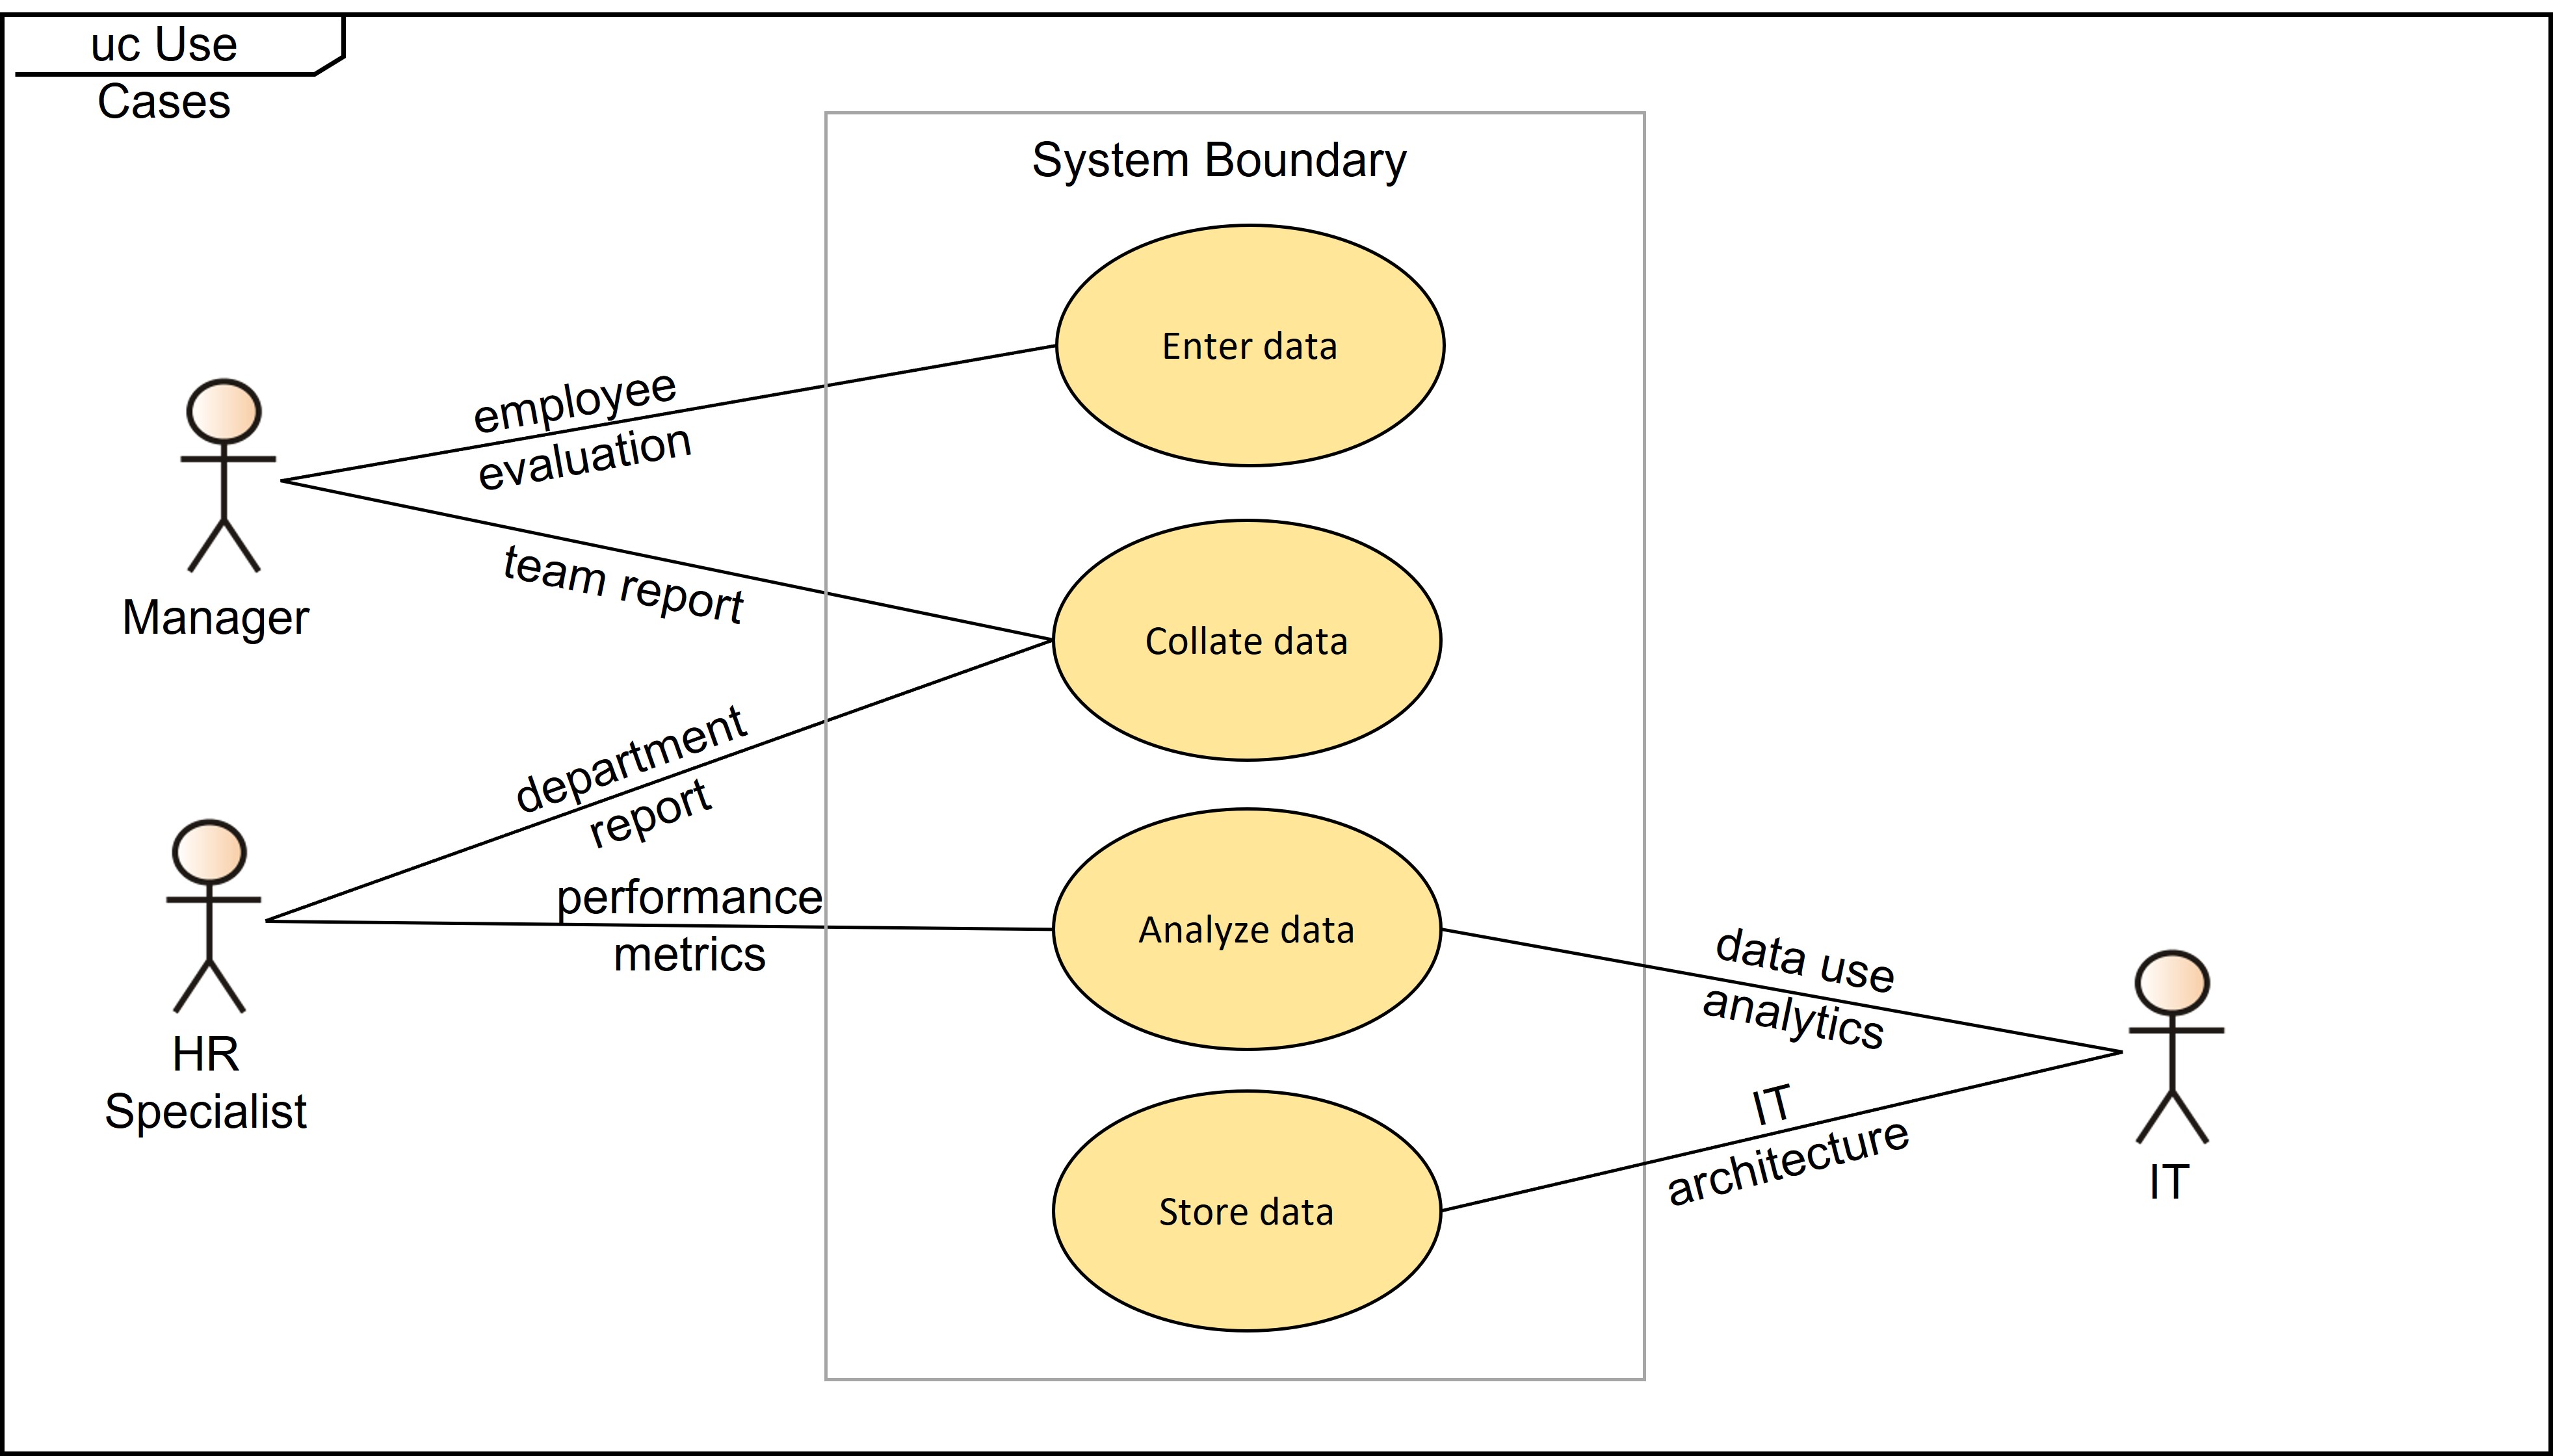 uc Use
Cases
System Boundary
Enter data
employee
evaluation
Manager
team report
Collate data
department
report
performance
metrics
HR
Specialist
Analyze data
data use
analytics
IT
architecture
IT
Store data